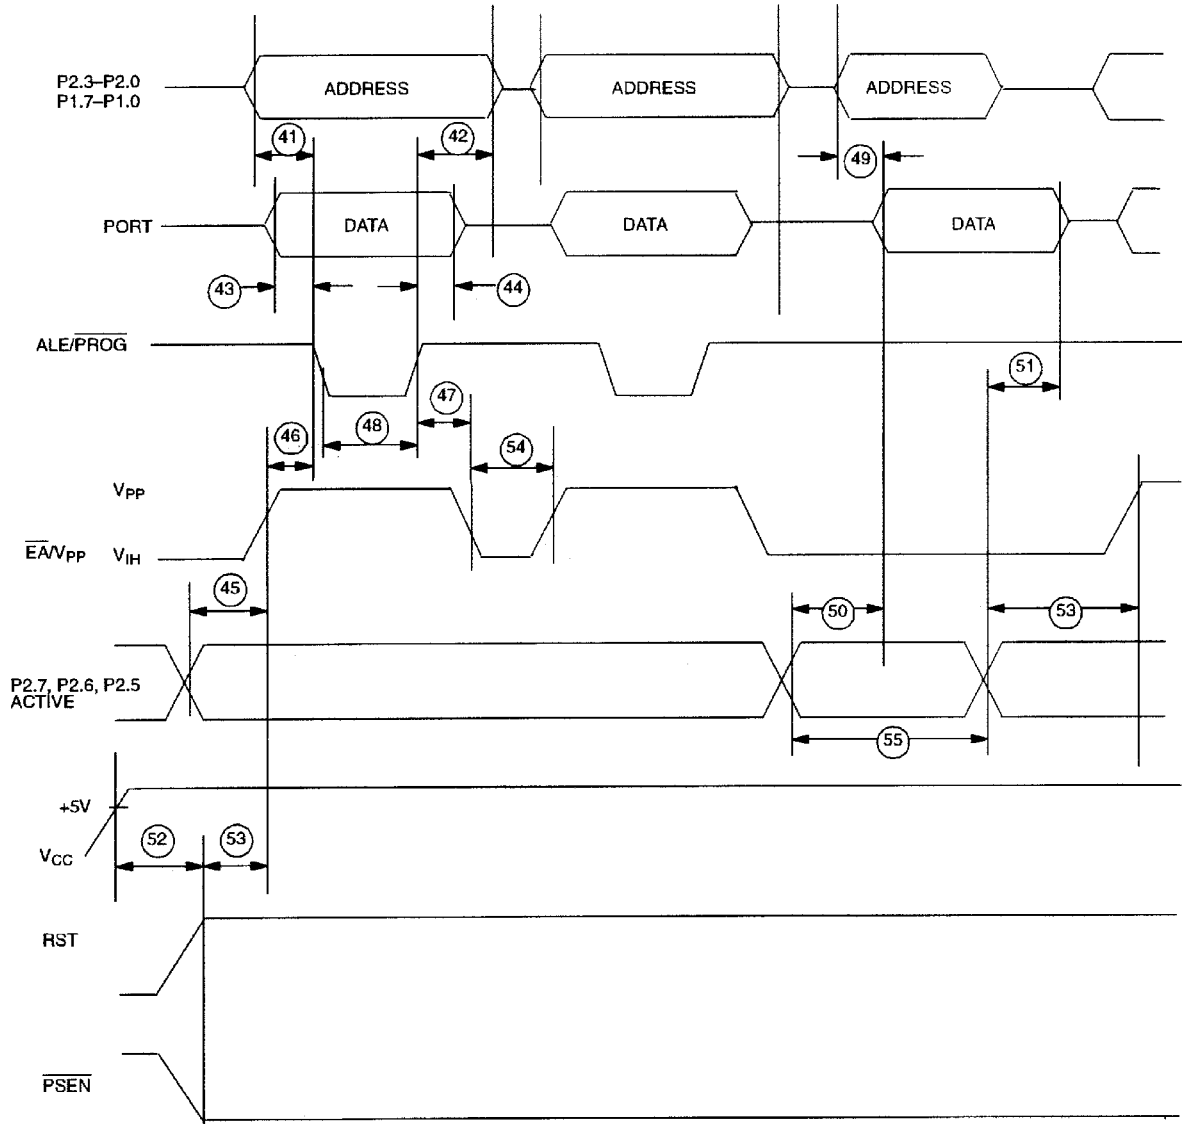 P2.3–P2.0
P1.7–P1.0
ADDRESS
ADDRESS
ADDRESS
41
42
49
PORT
DATA
DATA
DATA
43
44
ALE/PROG
51
47
46
48
54
VPP
EA/VPP
VIH
45
50
53
P2.7, P2.6, P2.5
ACTIVE
55
+5V
VCC
52
53
RST
PSEN